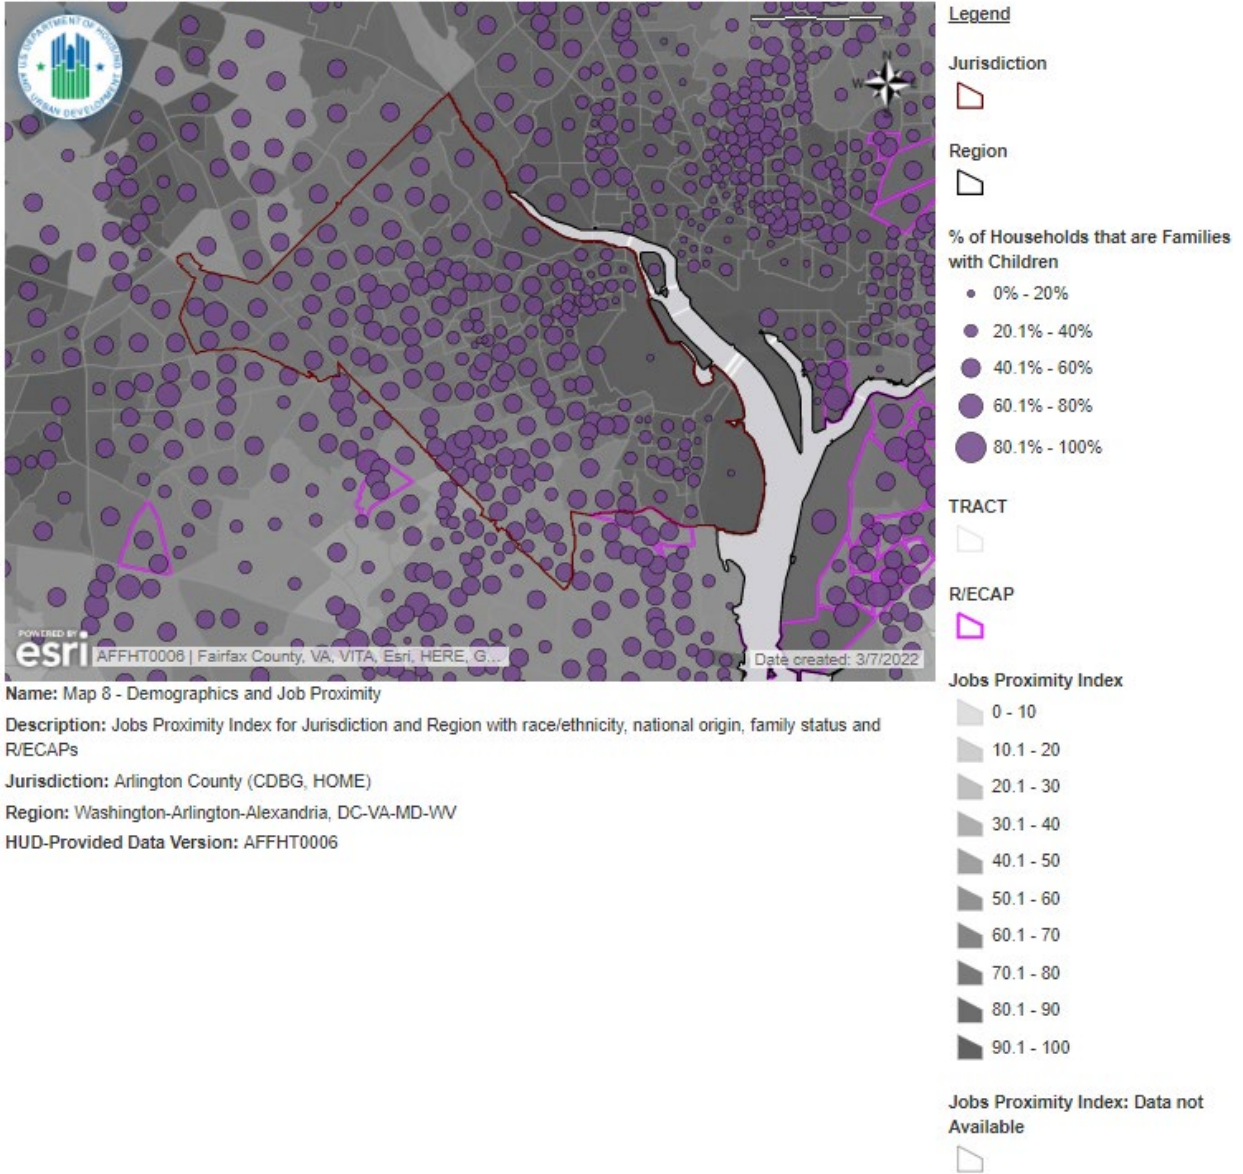 U.S. DEPARTMENT OF HOUSING AND URBAN DEVELOPMENT
N
W
E
POWERED BY
esri
AFFHT0006 | Fairfax County, VA, VITA, Esri, HERE, G...
Date created: 3/7/2022
Name: Map 8 - Demographics and Job Proximity
Description: Jobs Proximity Index for Jurisdiction and Region with race/ethnicity, national origin, family status and
R/ECAPs
Jurisdiction: Arlington County (CDBG, HOME)
Region: Washington-Arlington-Alexandria, DC-VA-MD-WV
HUD-Provided Data Version: AFFHT0006
Legend
Jurisdiction
Region
% of Households that are Families
with Children
0% - 20%
20.1% - 40%
40.1% - 60%
60.1% - 80%
80.1% - 100%
TRACT
R/ECAP
Jobs Proximity Index
0 - 10
10.1 - 20
20.1 - 30
30.1 - 40
40.1 - 50
50.1 - 60
60.1 - 70
70.1 - 80
80.1 - 90
90.1 - 100
Jobs Proximity Index: Data not
Available